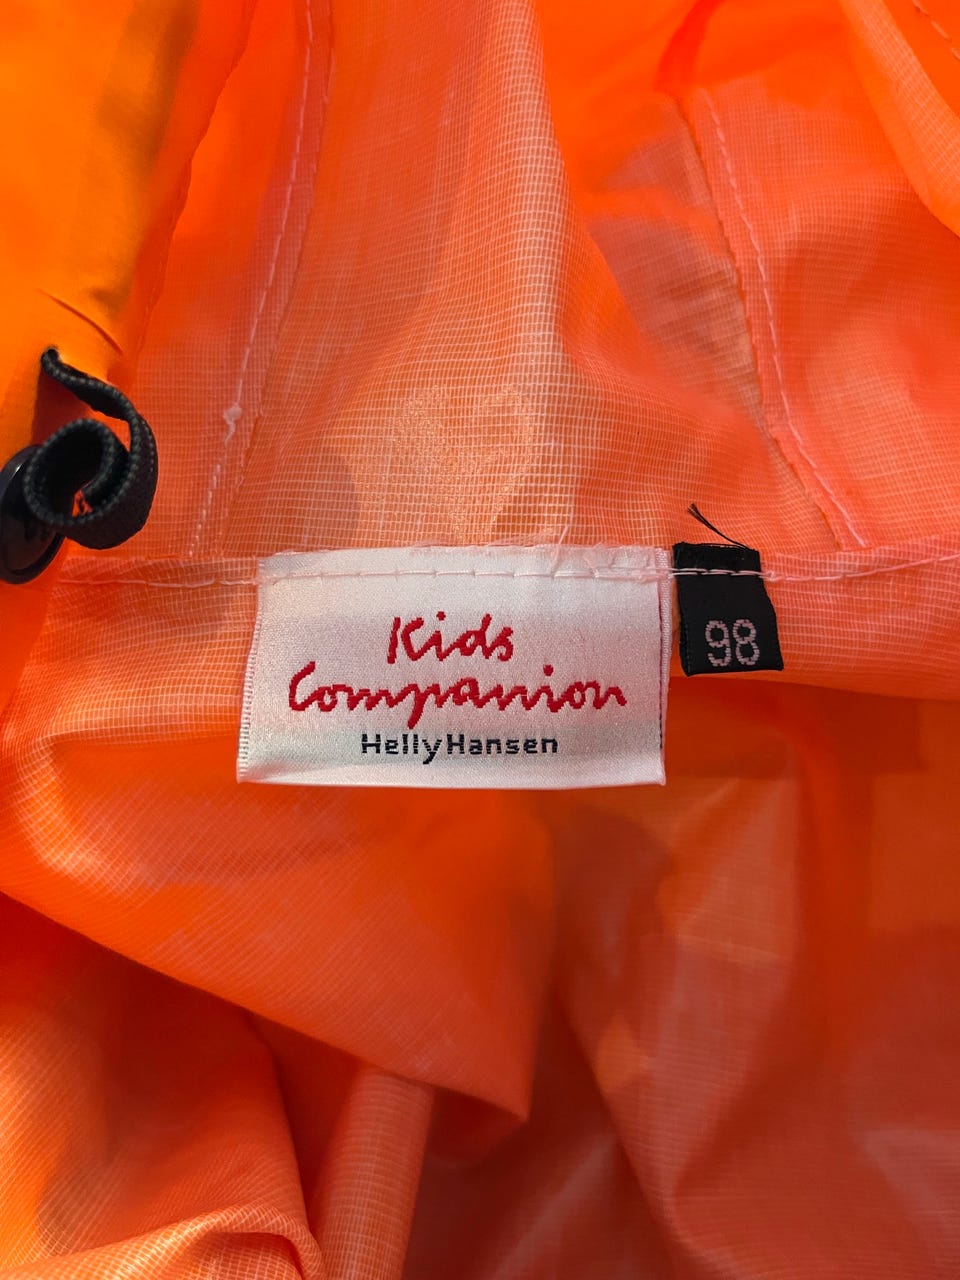 Kids
Companion
HellyHansen
98